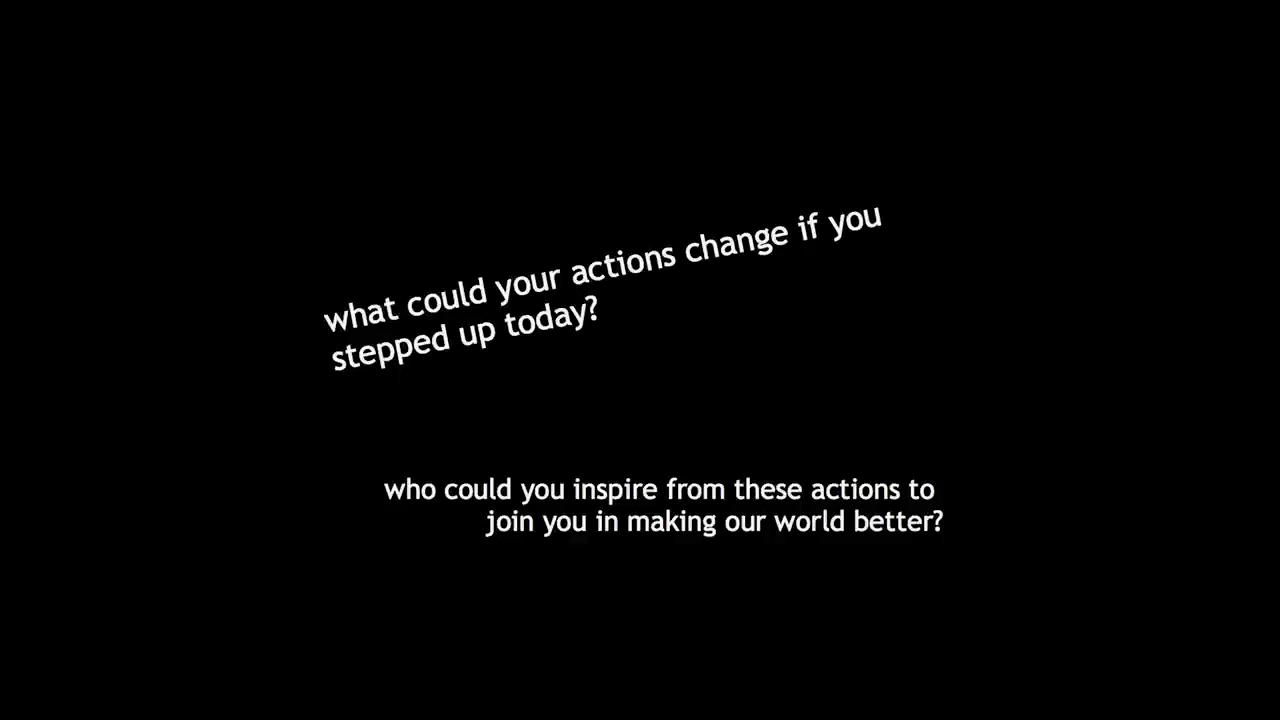 what could your actions change if you
stepped up today?
who could you inspire from these actions to
join you in making our world better?